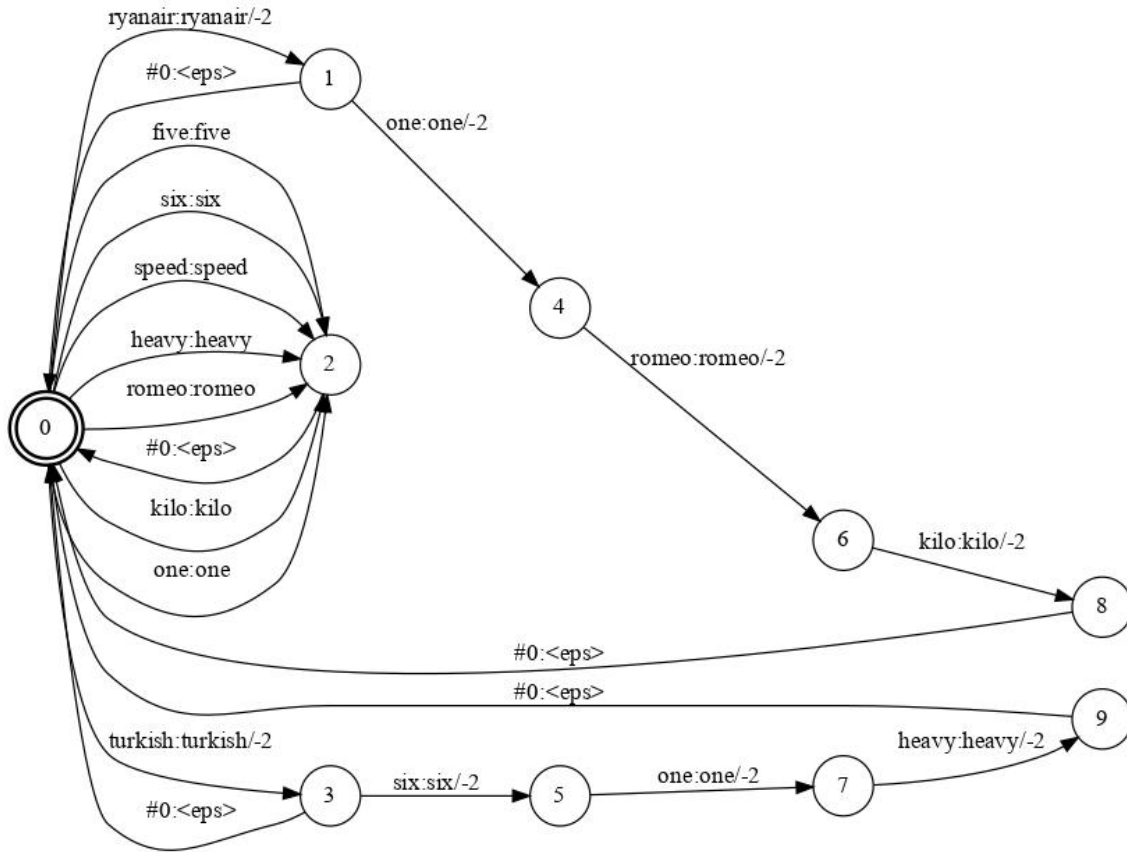 ryanair:ryanair/-2
1
#0:<eps>
one:one/-2
five:five
six:six
speed:speed
4
heavy:heavy
romeo:romeo/-2
2
romeo:romeo
0
#0:<eps>
kilo:kilo
6
kilo:kilo/-2
one:one
8
#0:<eps>
#0:<eps>
9
turkish:turkish/-2
heavy:heavy/-2
3
six:six/-2
5
one:one/-2
7
#0:<eps>